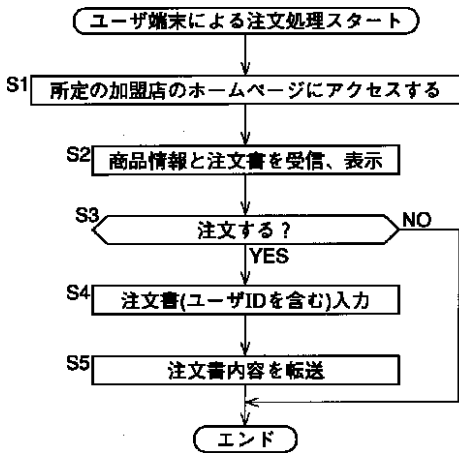 ユーザ端末による注文処理スタート
S1
所定の加盟店のホームページにアクセスする
S2
商品情報と注文書を受信、表示
S3
注文する？
NO
YES
S4
注文書(ユーザIDを含む)入力
S5
注文書内容を転送
エンド